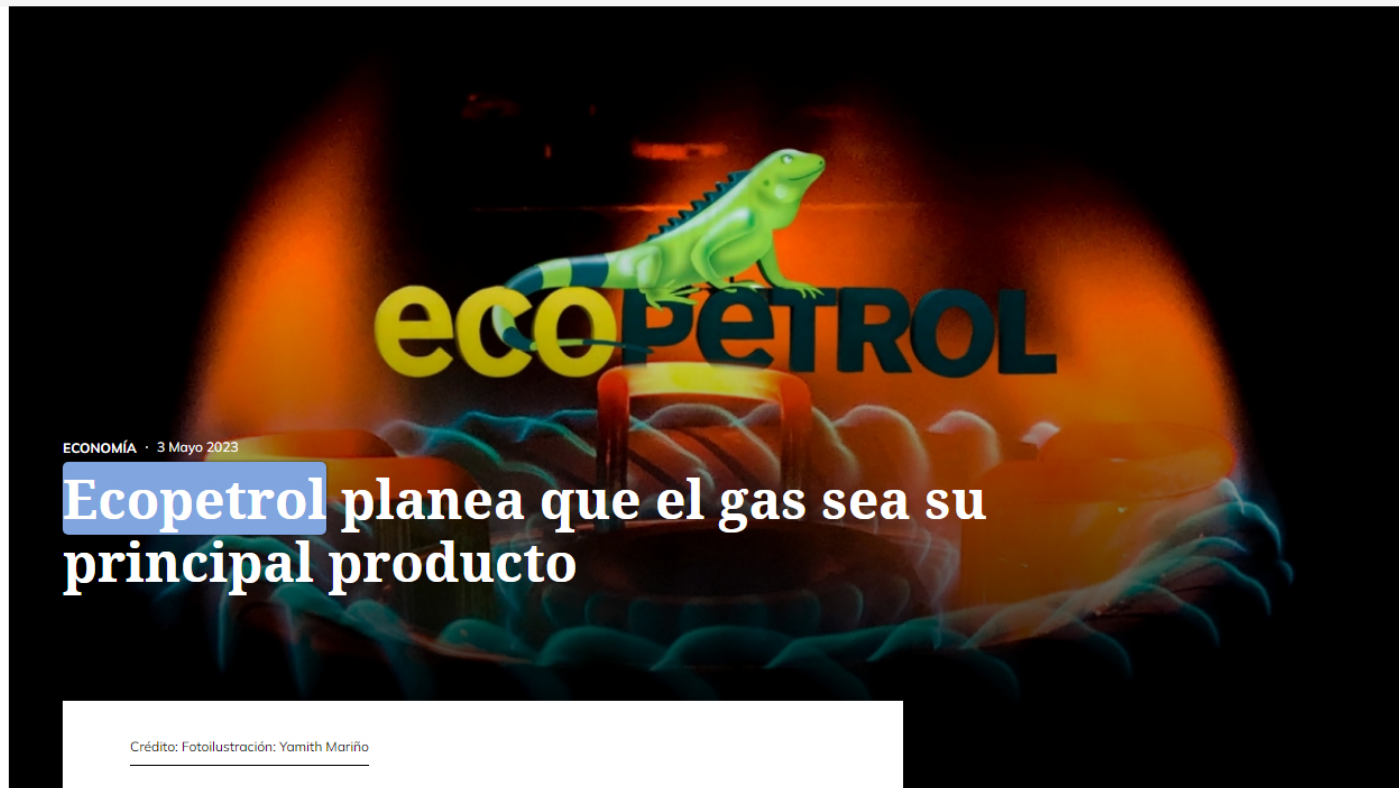 ecoPeTROL
ECONOMÍA · 3 Mayo 2023
Ecopetrol planea que el gas sea su
principal producto
Crédito: Fotoilustración: Yamith Mariño